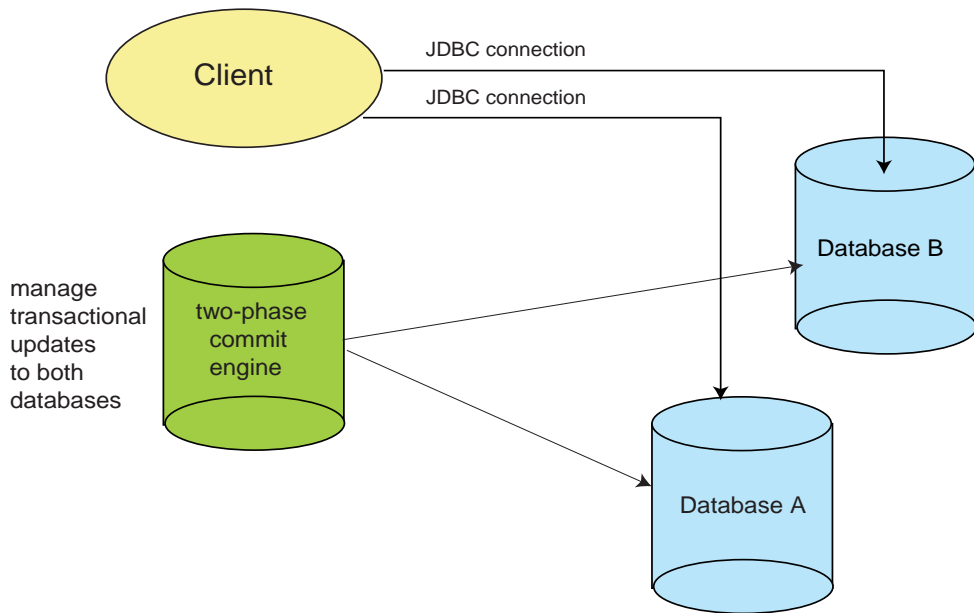 Client
JDBC connection
JDBC connection
Database B
manage
transactional
updates
to both
databases
two-phase
commit
engine
Database A